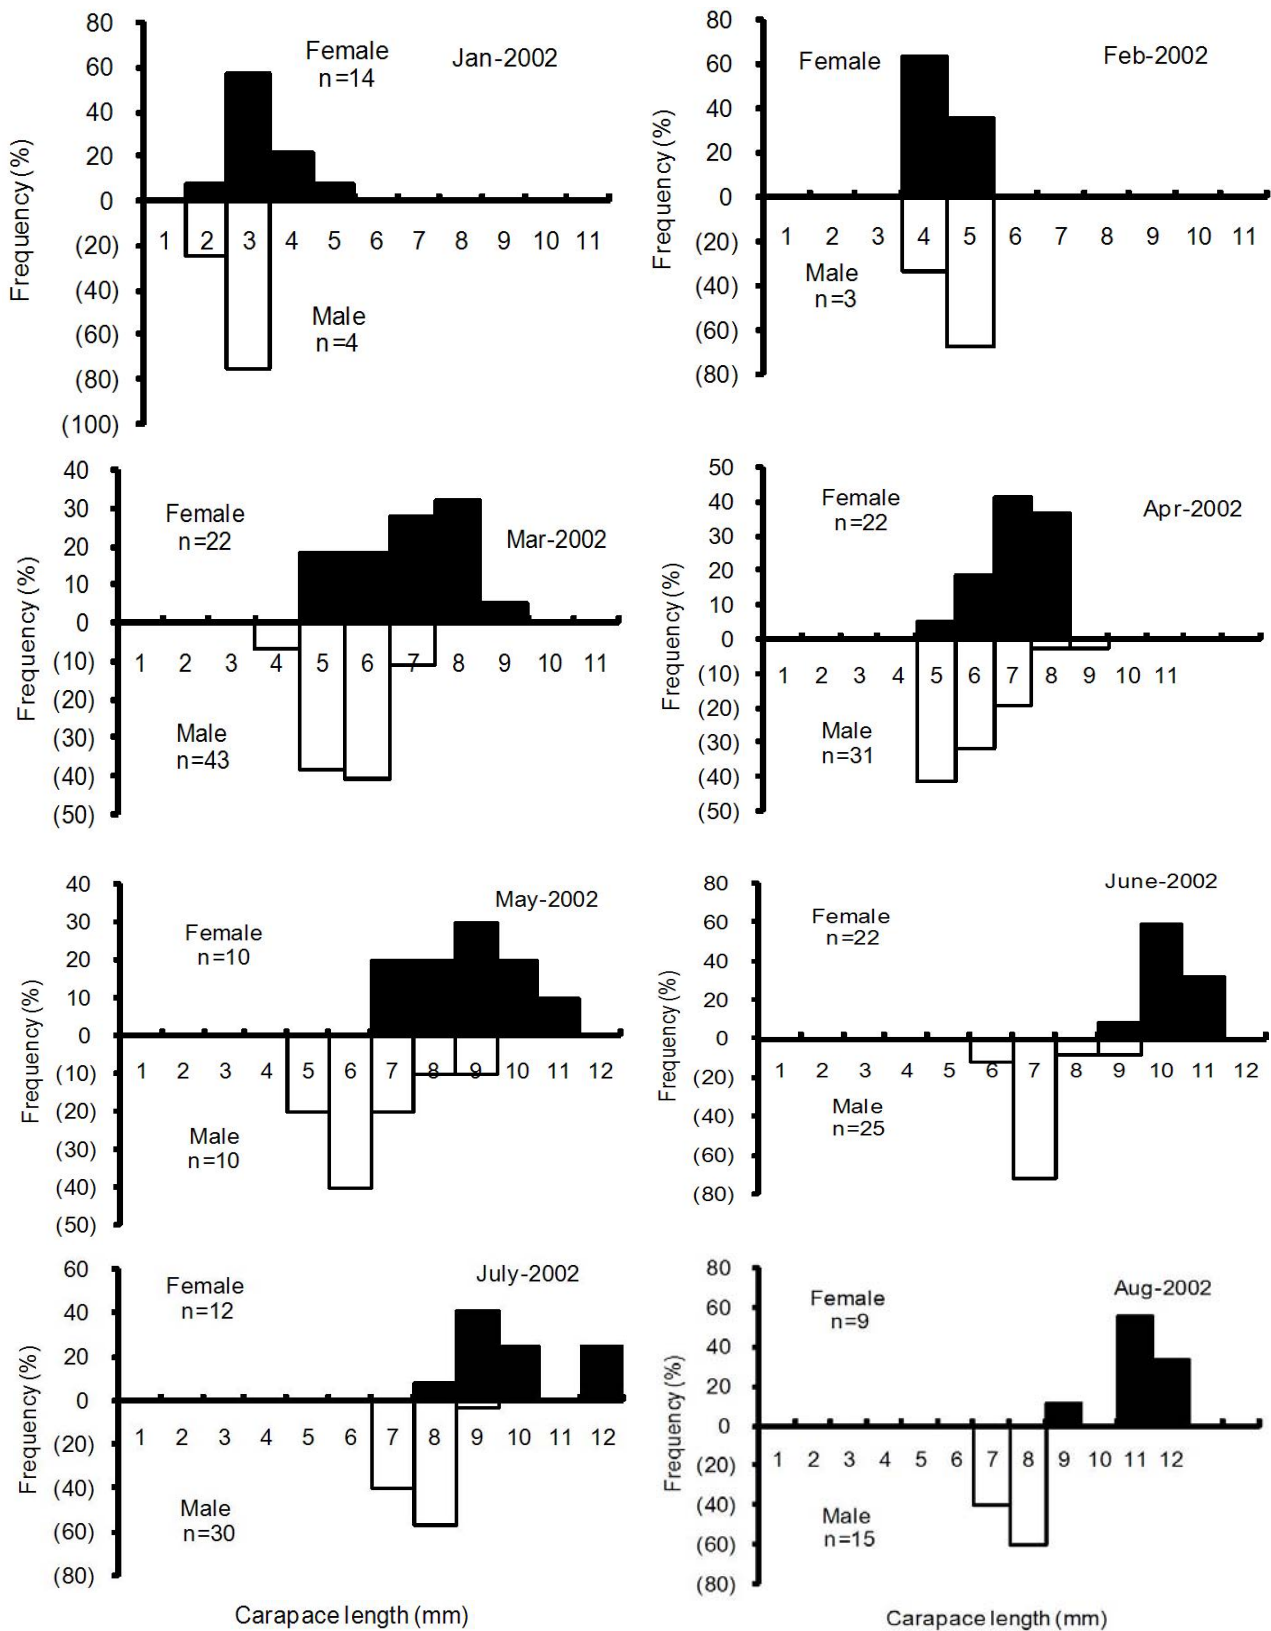 80
60
40
20
0
(20)
(40)
(60)
(80)
(100)
Frequency (%)
Female
n=14
Jan-2002
1 2 3 4 5 6 7 8 9 10 11
Male
n=4
80
60
40
20
0
(20)
(40)
(60)
(80)
Frequency (%)
Female
Feb-2002
1 2 3 4 5 6 7 8 9 10 11
Male
n=3
40
30
20
10
0
(10)
(20)
(30)
(40)
(50)
Frequency (%)
Female
n=22
Mar-2002
1 2 3 4 5 6 7 8 9 10 11
Male
n=43
50
40
30
20
10
0
(10)
(20)
(30)
(40)
(50)
Frequency (%)
Female
n=22
Apr-2002
1 2 3 4 5 6 7 8 9 10 11
Male
n=31
40
30
20
10
0
(10)
(20)
(30)
(40)
(50)
Frequency (%)
Female
n=10
May-2002
1 2 3 4 5 6 7 8 9 10 11 12
Male
n=10
80
60
40
20
0
(20)
(40)
(60)
(80)
Frequency (%)
Female
n=22
June-2002
1 2 3 4 5 6 7 8 9 10 11 12
Male
n=25
60
40
20
0
(20)
(40)
(60)
(80)
Frequency (%)
Female
n=12
July-2002
1 2 3 4 5 6 7 8 9 10 11 12
Male
n=30
Carapace length (mm)
80
60
40
20
0
(20)
(40)
(60)
(80)
Frequency (%)
Female
n=9
Aug-2002
1 2 3 4 5 6 7 8 9 10 11 12
Male
n=15
Carapace length (mm)